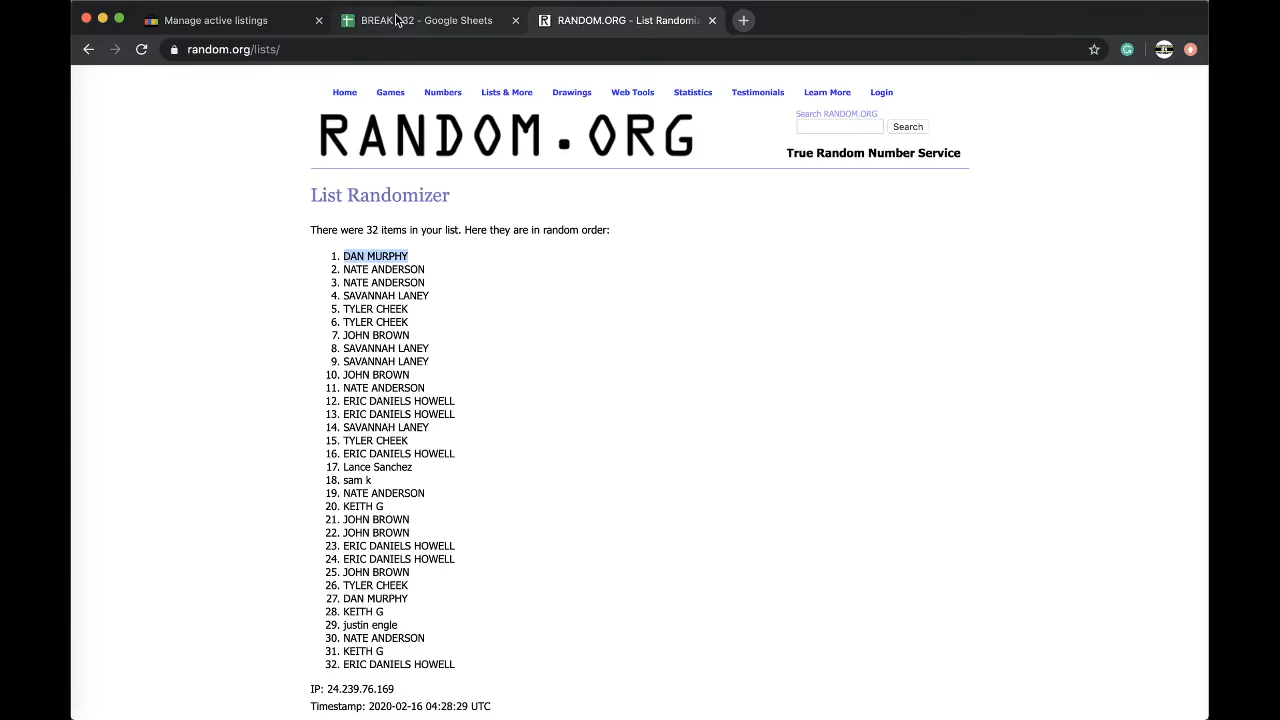 Manage active listings
BREAK 32 - Google Sheets
RANDOM.ORG - List Randomiz
random.org/lists/
Home Games Numbers Lists & More Drawings Web Tools Statistics Testimonials Learn More Login
Search RANDOM.ORG
RANDOM.ORG
Search
True Random Number Service
List Randomizer
There were 32 items in your list. Here they are in random order:
1. DAN MURPHY
2. NATE ANDERSON
3. NATE ANDERSON
4. SAVANNAH LANEY
5. TYLER CHEEK
6. TYLER CHEEK
7. JOHN BROWN
8. SAVANNAH LANEY
9. SAVANNAH LANEY
10. JOHN BROWN
11. NATE ANDERSON
12. ERIC DANIELS HOWELL
13. ERIC DANIELS HOWELL
14. SAVANNAH LANEY
15. TYLER CHEEK
16. ERIC DANIELS HOWELL
17. Lance Sanchez
18. sam k
19. NATE ANDERSON
20. KEITH G
21. JOHN BROWN
22. JOHN BROWN
23. ERIC DANIELS HOWELL
24. ERIC DANIELS HOWELL
25. JOHN BROWN
26. TYLER CHEEK
27. DAN MURPHY
28. KEITH G
29. justin engle
30. NATE ANDERSON
31. KEITH G
32. ERIC DANIELS HOWELL
IP: 24.239.76.169
Timestamp: 2020-02-16 04:28:29 UTC